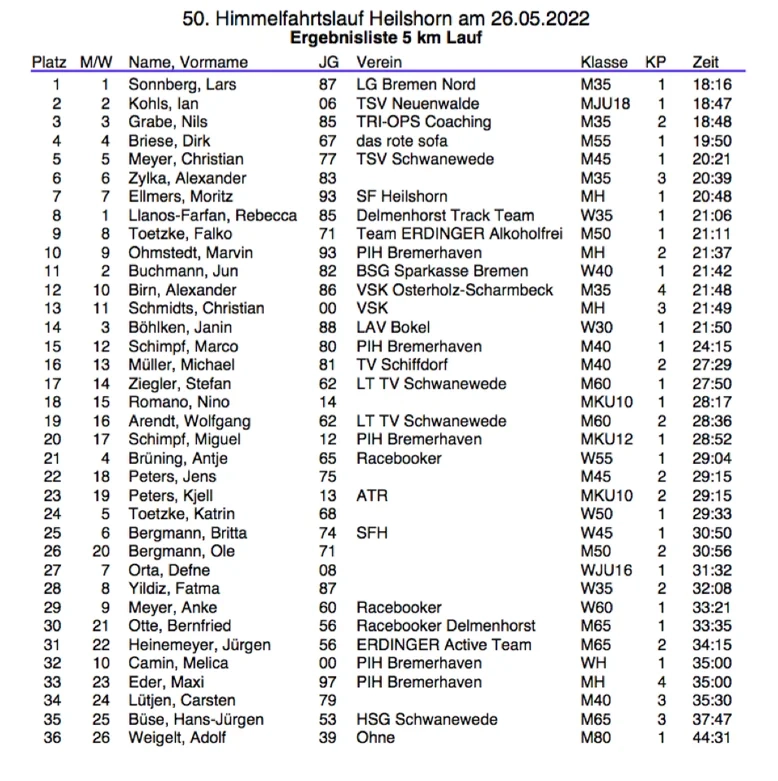 50. Himmelfahrtslauf Heilshorn am 26.05.2022
Ergebnisliste 5 km Lauf
Platz M/W Name, Vorname JG Verein Klasse KP Zeit
1 1 Sonnberg, Lars 87 LG Bremen Nord M35 1 18:16
2 2 Kohls, Ian 06 TSV Neuenwalde MJU18 1 18:47
3 3 Grabe, Nils 85 TRI-OPS Coaching M35 2 18:48
4 4 Briese, Dirk 67 das rote sofa M55 1 19:50
5 5 Meyer, Christian 77 TSV Schwanewede M45 1 20:21
6 6 Zylka, Alexander 83 M35 3 20:39
7 7 Ellmers, Moritz 93 SF Heilshorn MH 1 20:48
8 1 Llanos-Farfan, Rebecca 85 Delmenhorst Track Team W35 1 21:06
9 8 Toetzke, Falko 71 Team ERDINGER Alkoholfrei M50 1 21:11
10 9 Ohmstedt, Marvin 93 PIH Bremerhaven MH 2 21:37
11 2 Buchmann, Jun 82 BSG Sparkasse Bremen W40 1 21:42
12 10 Birn, Alexander 86 VSK Osterholz-Scharmbeck M35 4 21:48
13 11 Schmidts, Christian 00 VSK MH 3 21:49
14 3 Böhlken, Janin 88 LAV Bokel W30 1 21:50
15 12 Schimpf, Marco 80 PIH Bremerhaven M40 1 24:15
16 13 Müller, Michael 81 TV Schiffdorf M40 2 27:29
17 14 Ziegler, Stefan 62 LT TV Schwanewede M60 1 27:50
18 15 Romano, Nino 14 MKU10 1 28:17
19 16 Arendt, Wolfgang 62 LT TV Schwanewede M60 2 28:36
20 17 Schimpf, Miguel 12 PIH Bremerhaven MKU12 1 28:52
21 4 Brüning, Antje 65 Racebooker W55 1 29:04
22 18 Peters, Jens 75 M45 2 29:15
23 19 Peters, Kjell 13 ATR MKU10 2 29:15
24 5 Toetzke, Katrin 68 W50 1 29:33
25 6 Bergmann, Britta 74 SFH W45 1 30:50
26 20 Bergmann, Ole 71 M50 2 30:56
27 7 Orta, Defne 08 WJU16 1 31:32
28 8 Yildiz, Fatma 87 W35 2 32:08
29 9 Meyer, Anke 60 Racebooker W60 1 33:21
30 21 Otte, Bernfried 56 Racebooker Delmenhorst M65 1 33:35
31 22 Heinemeyer, Jürgen 56 ERDINGER Active Team M65 2 34:15
32 10 Camin, Melica 00 PIH Bremerhaven WH 1 35:00
33 23 Eder, Maxi 97 PIH Bremerhaven MH 4 35:00
34 24 Lütjen, Carsten 79 M40 3 35:30
35 25 Büse, Hans-Jürgen 53 HSG Schwanewede M65 3 37:47
36 26 Weigelt, Adolf 39 Ohne M80 1 44:31